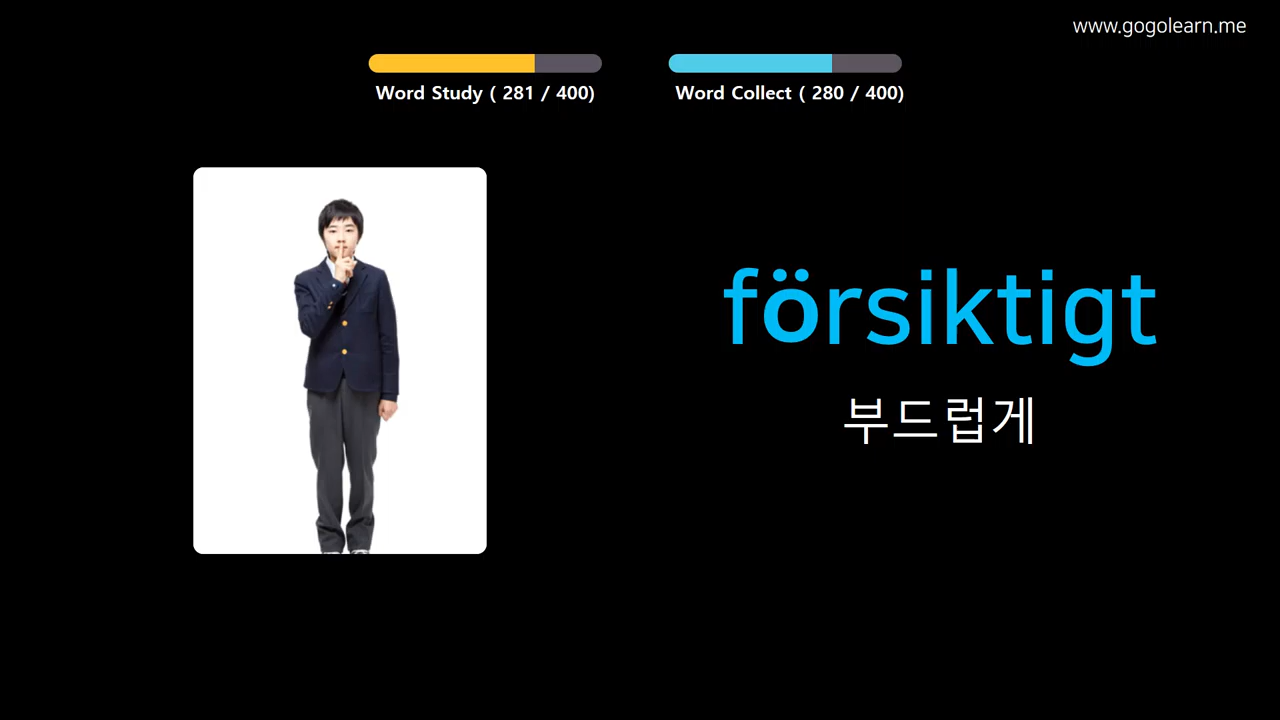 www.gogolearn.me
Word Study ( 281 / 400)
Word Collect ( 280 / 400)
försiktigt
부드럽게